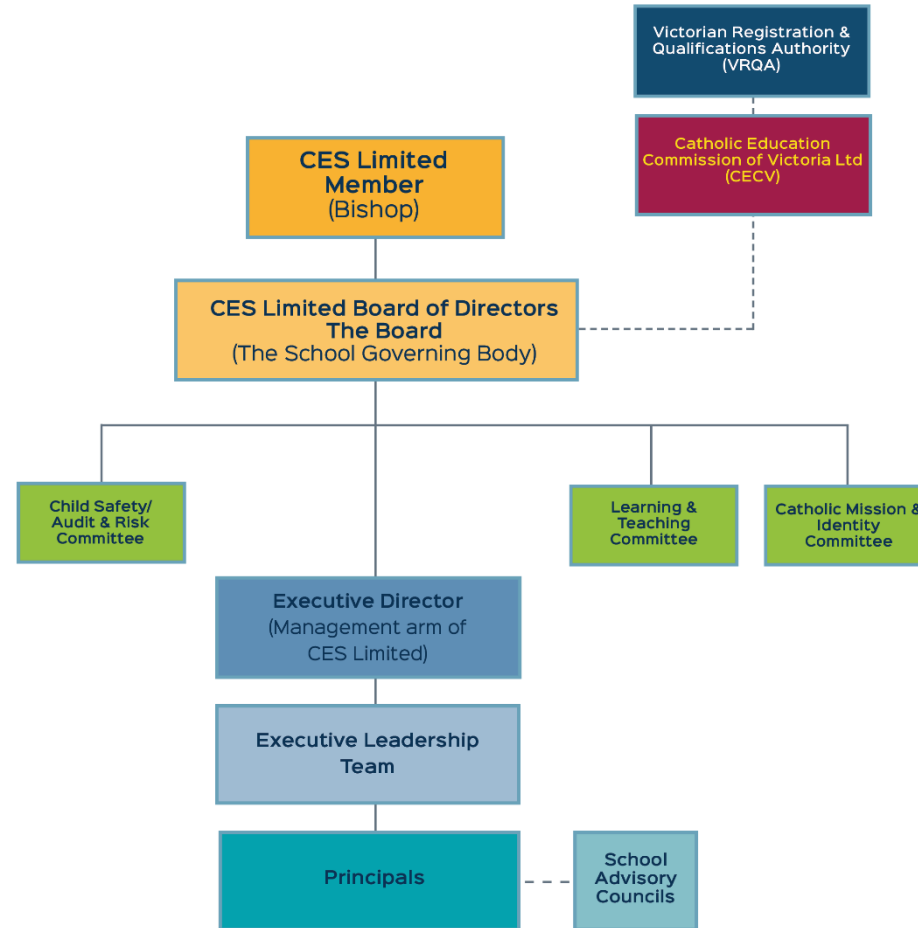 Victorian Registration &
Qualifications Authority
(VRQA)
Catholic Education
Commission of Victoria Ltd
(CECV)
CES Limited
Member
(Bishop)
CES Limited Board of Directors
The Board
(The School Governing Body)
Child Safety/
Audit & Risk
Committee
Learning &
Teaching
Committee
Catholic Mission &
Identity
Committee
Executive Director
(Management arm of
CES Limited)
Executive Leadership
Team
Principals
School
Advisory
Councils